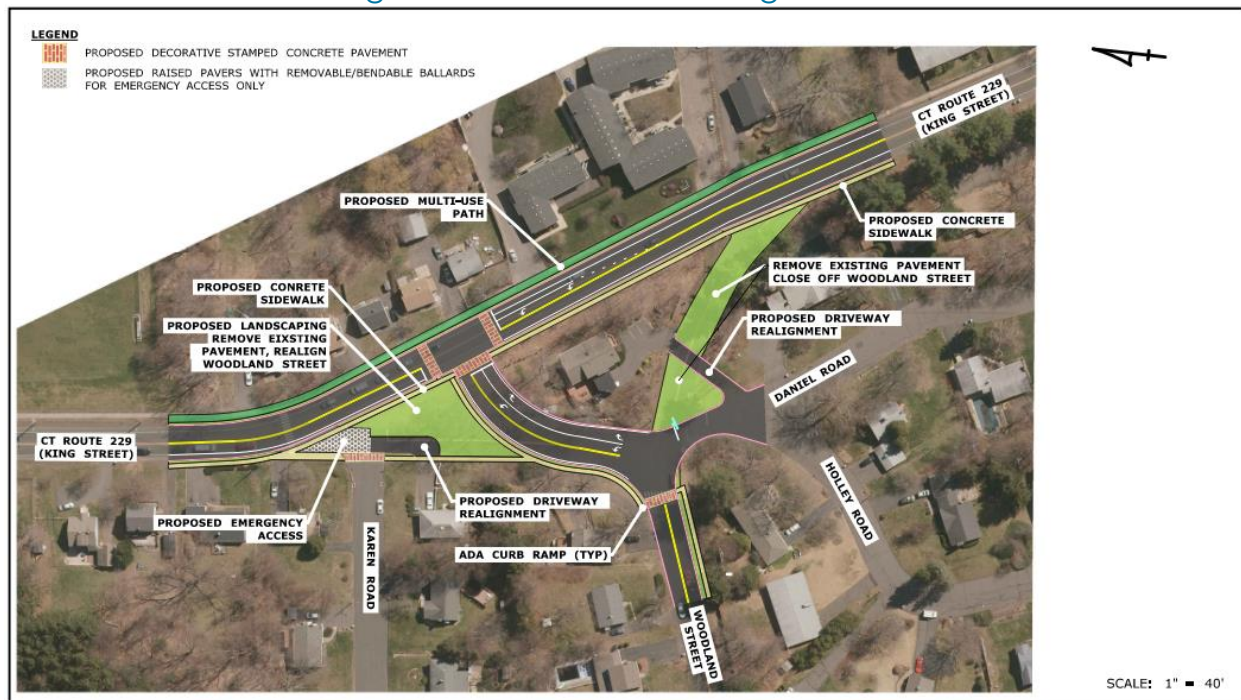 LEGEND
PROPOSED DECORATIVE STAMPED CONCRETE PAVEMENT
PROPOSED RAISED PAVERS WITH REMOVABLE/BENDABLE BALLARDS
FOR EMERGENCY ACCESS ONLY
CT ROUTE 229
(KING STREET)
PROPOSED MULTI-USE
PATH
PROPOSED CONCRETE
SIDEWALK
REMOVE EXISTING PAVEMENT
CLOSE OFF WOODLAND STREET
PROPOSED CONRETE
SIDEWALK
PROPOSED LANDSCAPING
REMOVE EIXSTING
PAVEMENT, REALIGN
WOODLAND STREET
PROPOSED DRIVEWAY
REALIGNMENT
DANIEL ROAD
CT ROUTE 229
(KING STREET)
PROPOSED DRIVEWAY
REALIGNMENT
HOLLEY ROAD
PROPOSED EMERGENCY
ACCESS
KAREN ROAD
ADA CURB RAMP (TYP)
WOODLAND
STREET
SCALE: 1" = 40'